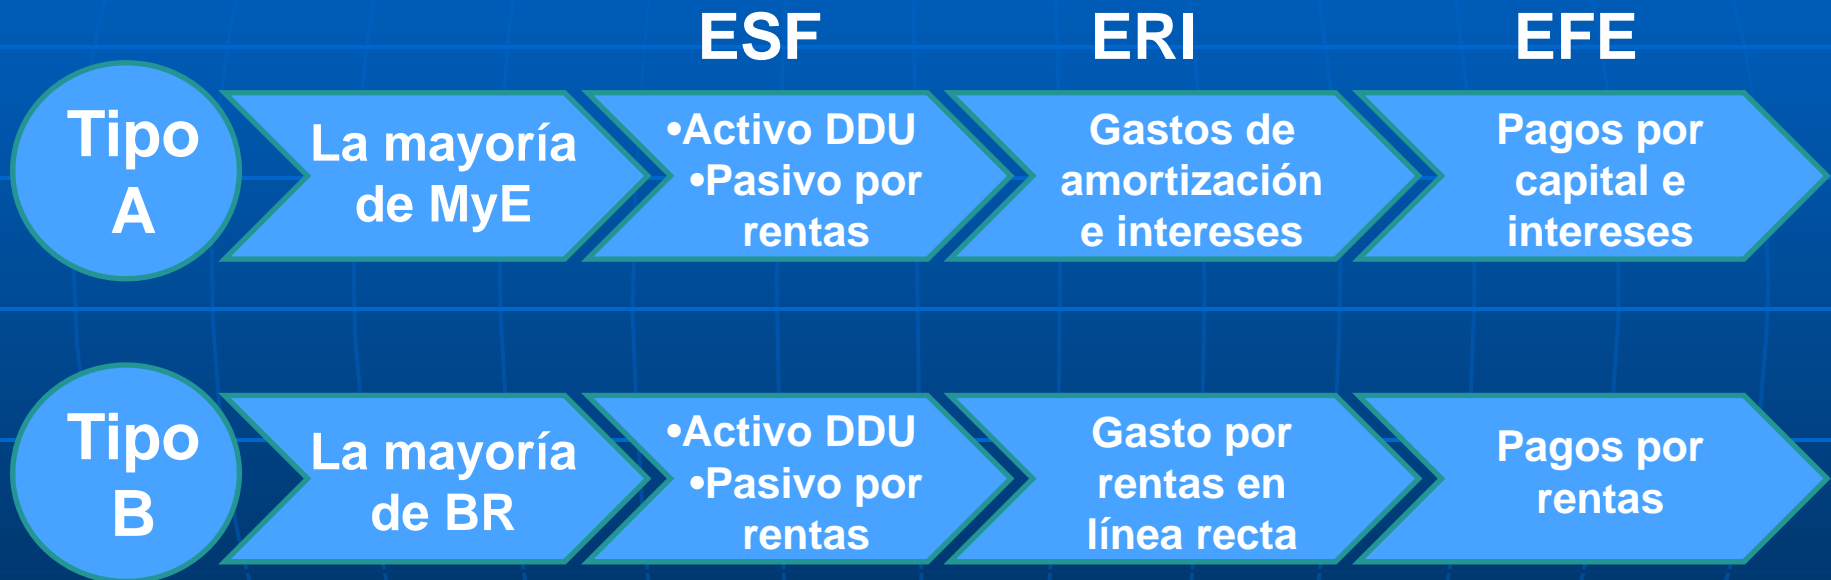 ESF ERI EFE
Tipo
A
La mayoría
de MyE
•Activo DDU
•Pasivo por
rentas
Gastos de
amortización
e intereses
Pagos por
capital e
intereses
Tipo
B
La mayoría
de BR
•Activo DDU
•Pasivo por
rentas
Gasto por
rentas en
línea recta
Pagos por
rentas